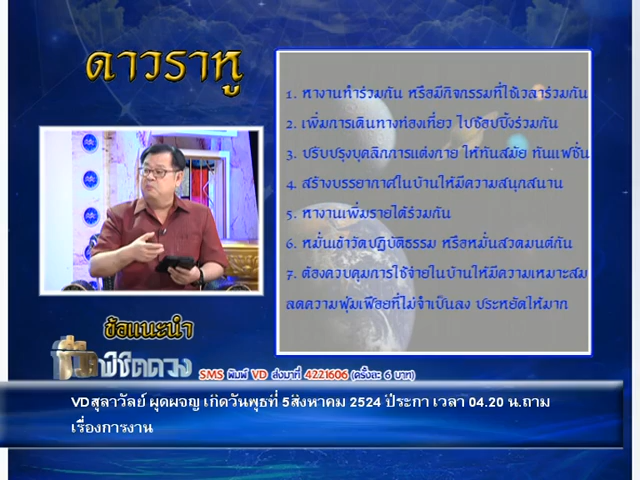 ดาวราหู
1. หางานทำร่วมกัน หรือมีกิจกรรมที่ใช้เวลาร่วมกัน
2. เพิ่มการเดินทางท่องเที่ยว ไปช้อปปิ้งร่วมกัน
3. ปรับปรุงบุคลิกการแต่งกาย ให้ทันสมัย ทันแฟชั่น
4. สร้างบรรยากาศในบ้านให้มีความสนุกสนาน
5. หางานเพิ่มรายได้ร่วมกัน
6. หมั่นเข้าวัดปฏิบัติธรรม หรือหมั่นสวดมนต์กัน
7. ต้องควบคุมการใช้จ่ายในบ้านให้มีความเหมาะสม
ลดความฟุ่มเฟือยที่ไม่จำเป็นลง ประหยัดให้มาก
ข้อแนะนำ
พิชิตดวง
SMS พิมพ์ VD ส่งมาที่ 4221606 (ครั้งละ 6 บาท)
VDสุลาวัลย์ ผุดผจญ เกิดวันพุธที่ 5สิงหาคม 2524 ปีระกา เวลา 04.20 น.ถาม
เรื่องการงาน